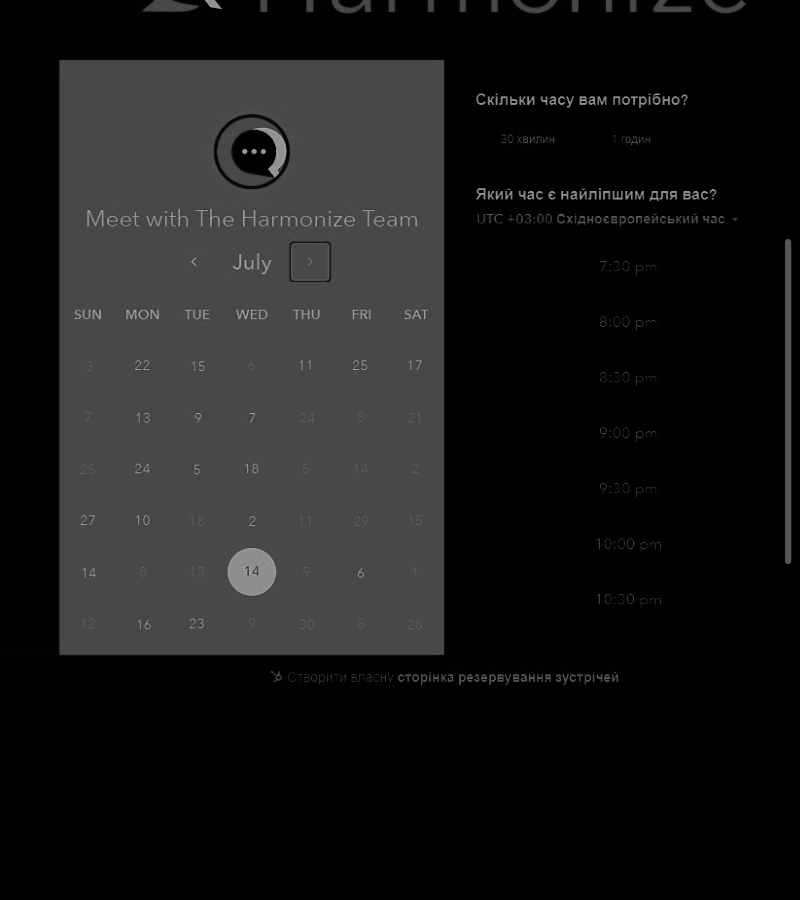 Harmonize
Meet with The Harmonize Team
July
SUN MON TUE WED THU FRI SAT
3 22 15 6 11 25 17
7 13 9 7 24 8 21
25 24 5 18 5 14 2
27 10 18 2 11 29 15
14 8 13 14 9 6 1
12 16 23 9 30 8 28
Скільки часу вам потрібно?
30 хвилин 1 годин
Який час є найліпшим для вас?
UTC +03:00 Східноєвропейський час
7:30 pm
8:00 pm
8:30 pm
9:00 pm
9:30 pm
10:00 pm
10:30 pm
Створити власну сторінка резервування зустрічей